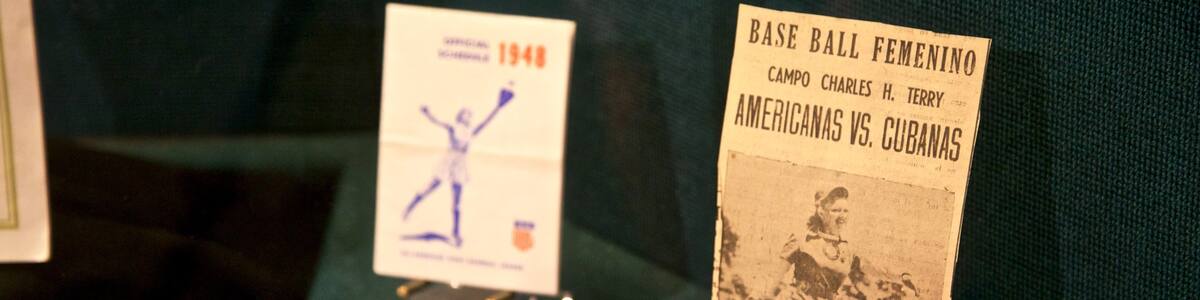 OFFICIAL
SCHEDULE 1948
BASE BALL FEMENINO
CAMPO CHARLES H. TERRY
AMERICANAS VS. CUBANAS